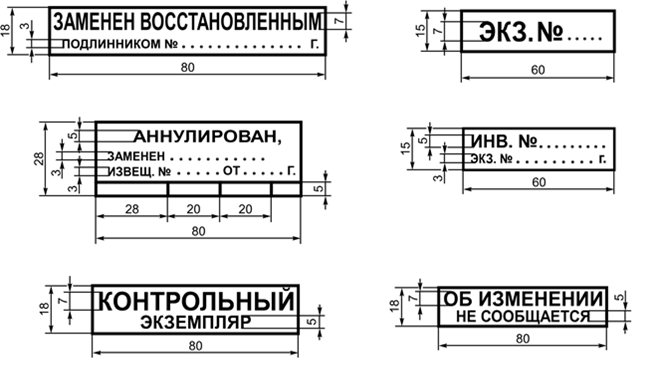 ЗАМЕНЕН ВОССТАНОВЛЕННЫМ
ПОДЛИННИКОМ № . . . . . . . . . . . . . . . Г.
18
3
7
80
ЭКЗ.№.....
15
7
60
АННУЛИРОВАН,
ЗАМЕНЕН . . . . . . . . . . .
ИЗВЕЩ. № . . . . . ОТ . . . . . Г.
28
5
3
3
5
28
20
20
80
ИНВ. №.........
ЭКЗ. № . . . . . . . . . Г.
15
5
3
60
КОНТРОЛЬНЫЙ
ЭКЗЕМПЛЯР
18
7
5
80
ОБ ИЗМЕНЕНИИ
НЕ СООБЩАЕТСЯ
18
7
5
80